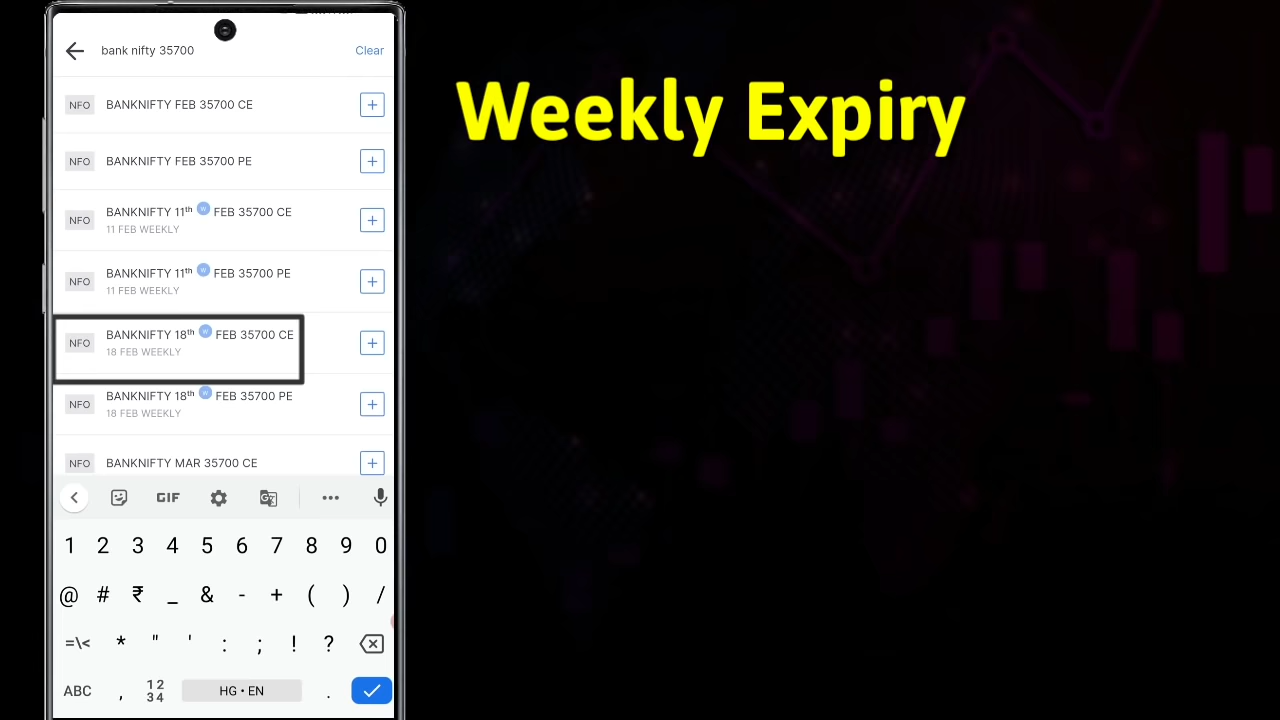 bank nifty 35700
Clear
NFO BANKNIFTY FEB 35700 CE
NFO BANKNIFTY FEB 35700 PE
NFO BANKNIFTY 11th W FEB 35700 CE
11 FEB WEEKLY
NFO BANKNIFTY 11th W FEB 35700 PE
11 FEB WEEKLY
NFO BANKNIFTY 18th W FEB 35700 CE
18 FEB WEEKLY
NFO BANKNIFTY 18th W FEB 35700 PE
18 FEB WEEKLY
NFO BANKNIFTY MAR 35700 CE
GIF
1 2 3 4 5 6 7 8 9 0
@ # ₹ _ & - + ( ) /
=\< * " ' : ; ! ?
ABC , 12 34 HG • EN .
Weekly Expiry